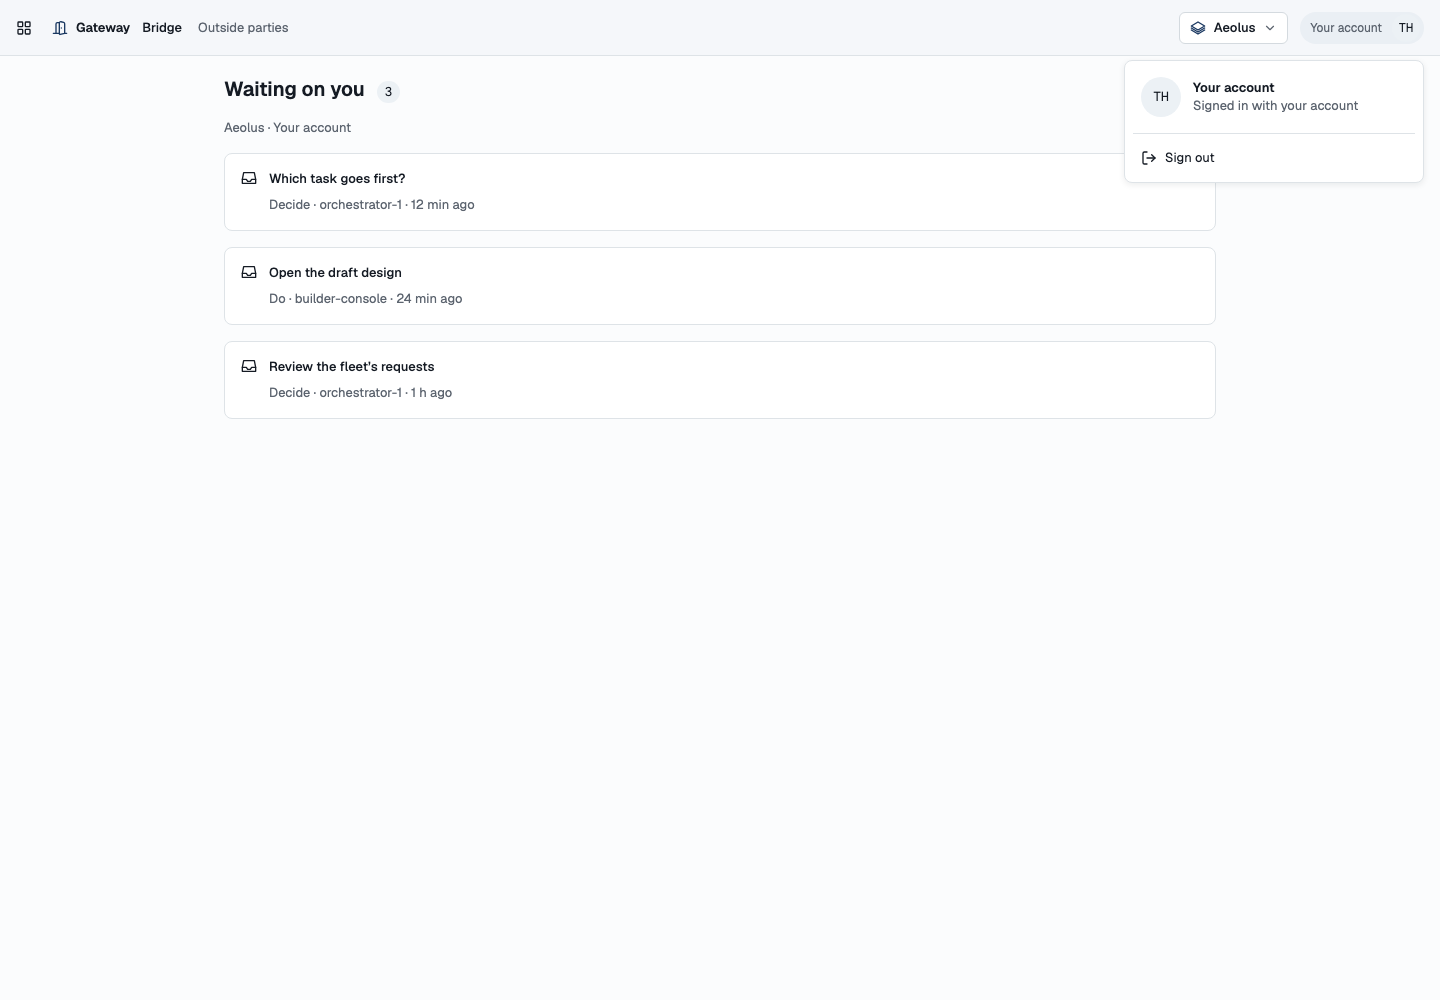 Gateway Bridge Outside parties Aeolus Your account TH
Waiting on you 3
Aeolus · Your account
TH Your account
Signed in with your account
Sign out
Which task goes first?
Decide · orchestrator-1 · 12 min ago
Open the draft design
Do · builder-console · 24 min ago
Review the fleet's requests
Decide · orchestrator-1 · 1 h ago